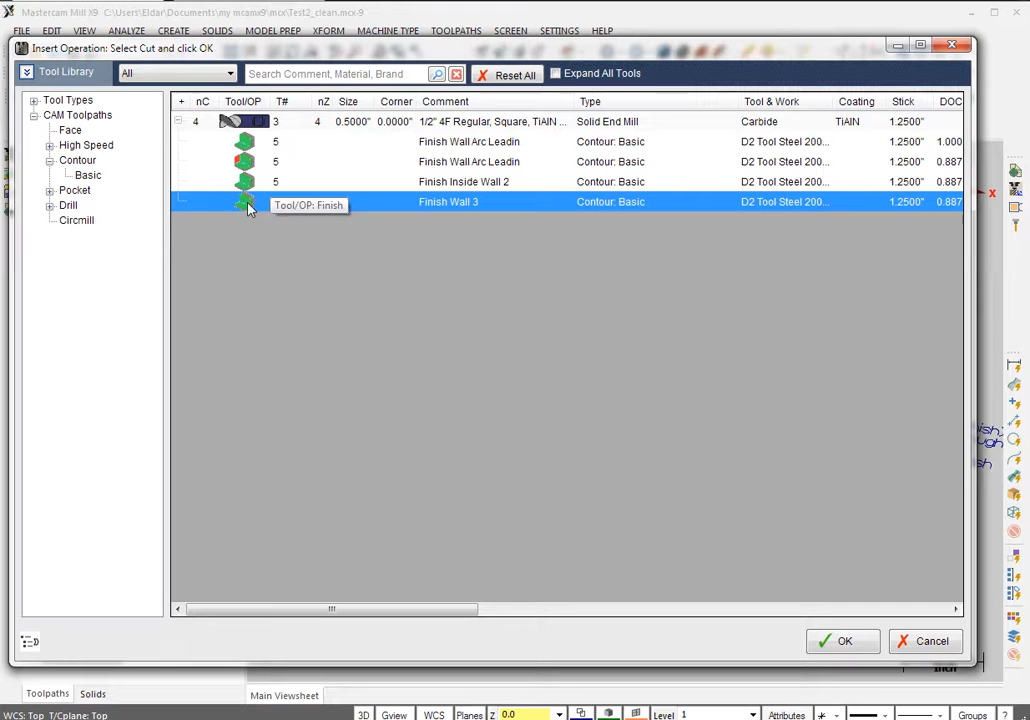 Mastercam Mill X9 C:\Users\Eldar\Documents\my mcamx9\mcx\Test2_clean.mcx-9
FILE EDIT VIEW ANALYZE CREATE SOLIDS MODEL PREP XFORM MACHINE TYPE TOOLPATHS SCREEN SETTINGS HELP
Insert Operation: Select Cut and click OK
Tool Library All Search Comment, Material, Brand Reset All Expand All Tools
+ nC Tool/OP T# nZ Size Corner Comment Type Tool & Work Coating Stick DOC
4 3 4 0.5000" 0.0000" 1/2" 4F Regular, Square, TiAlN ... Solid End Mill Carbide TiAlN 1.2500"
5 Finish Wall Arc Leadin Contour: Basic D2 Tool Steel 200... 1.2500" 1.000
5 Finish Wall Arc Leadin Contour: Basic D2 Tool Steel 200... 1.2500" 0.887
5 Finish Inside Wall 2 Contour: Basic D2 Tool Steel 200... 1.2500" 0.887
Finish Wall 3 Contour: Basic D2 Tool Steel 200... 1.2500" 0.887
Tool/OP: Finish
Tool Types
CAM Toolpaths
Face
High Speed
Contour
Basic
Pocket
Drill
Circmill
X
OK Cancel
Toolpaths Solids Main Viewsheet
WCS: Top T/Cplane: Top 3D Gview WCS Planes Z 0.0 Level 1 Attributes Groups ?